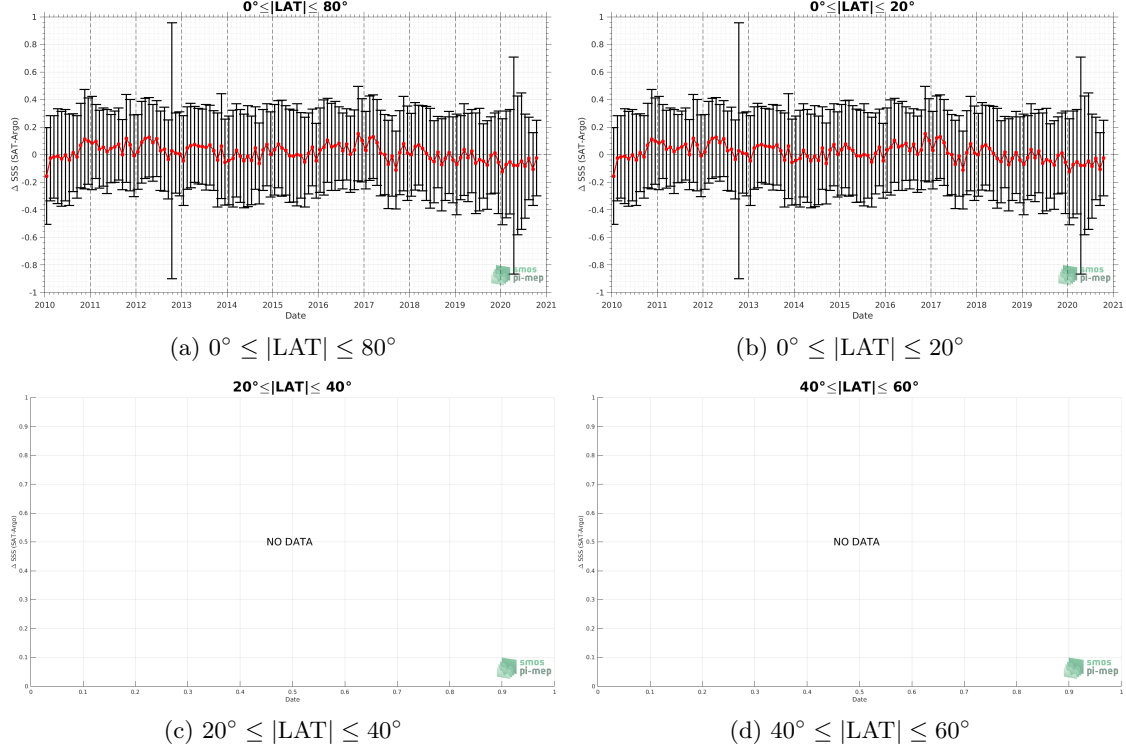 0°≤|LAT|≤ 80°
1
0.8
0.6
0.4
0.2
0
-0.2
-0.4
-0.6
-0.8
-1
Δ SSS (SAT-Argo)
2010 2011 2012 2013 2014 2015 2016 2017 2018 2019 2020 2021
Date
smos
pi-mep
(a) 0° ≤ |LAT| ≤ 80°
0°≤|LAT|≤ 20°
1
0.8
0.6
0.4
0.2
0
-0.2
-0.4
-0.6
-0.8
-1
Δ SSS (SAT-Argo)
2010 2011 2012 2013 2014 2015 2016 2017 2018 2019 2020 2021
Date
smos
pi-mep
(b) 0° ≤ |LAT| ≤ 20°
20°≤|LAT|≤ 40°
1
0.9
0.8
0.7
0.6
0.5
0.4
0.3
0.2
0.1
0
Δ SSS (SAT-Argo)
NO DATA
0 0.1 0.2 0.3 0.4 0.5 0.6 0.7 0.8 0.9 1
Date
smos
pi-mep
(c) 20° ≤ |LAT| ≤ 40°
40°≤|LAT|≤ 60°
1
0.9
0.8
0.7
0.6
0.5
0.4
0.3
0.2
0.1
0
Δ SSS (SAT-Argo)
NO DATA
0 0.1 0.2 0.3 0.4 0.5 0.6 0.7 0.8 0.9 1
Date
smos
pi-mep
(d) 40° ≤ |LAT| ≤ 60°